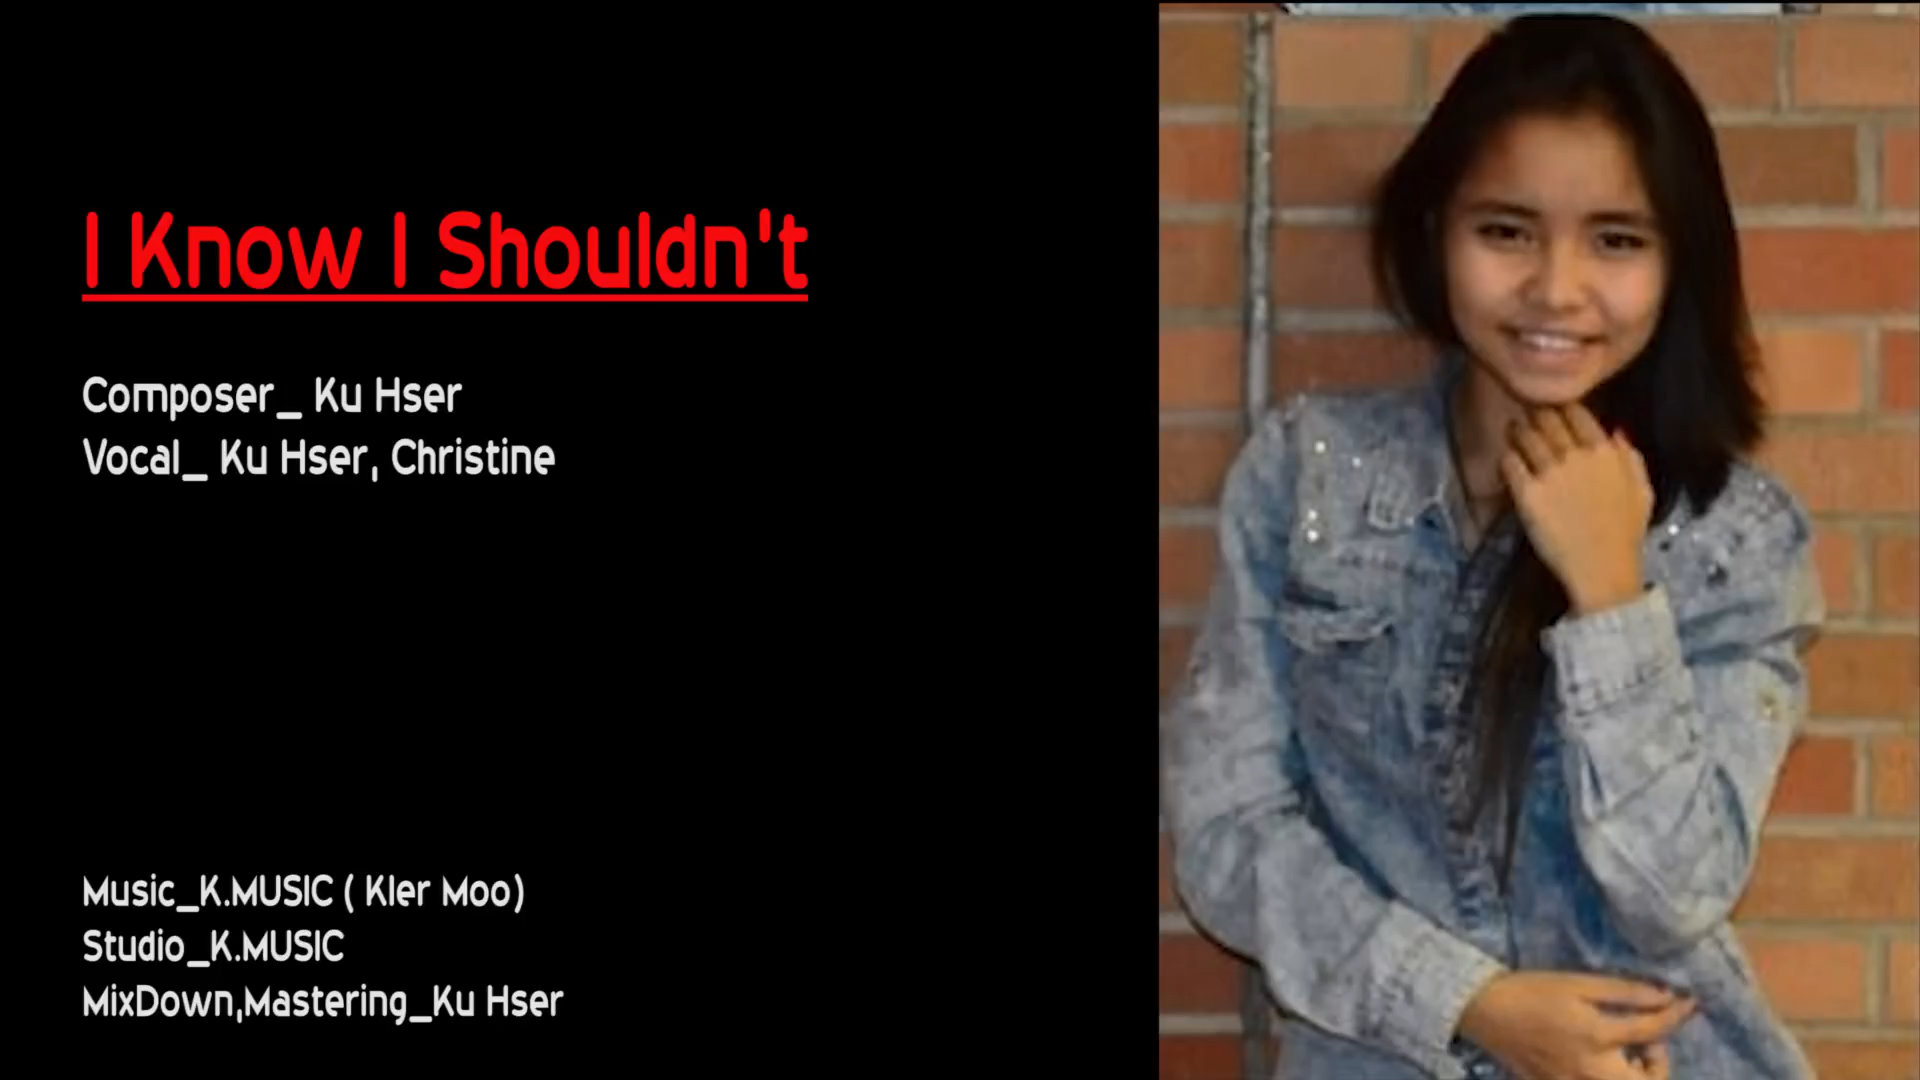 I Know I Shouldn't
Composer_ Ku Hser
Vocal_ Ku Hser, Christine
Music_K.MUSIC ( Kler Moo)
Studio_K.MUSIC
MixDown,Mastering_Ku Hser